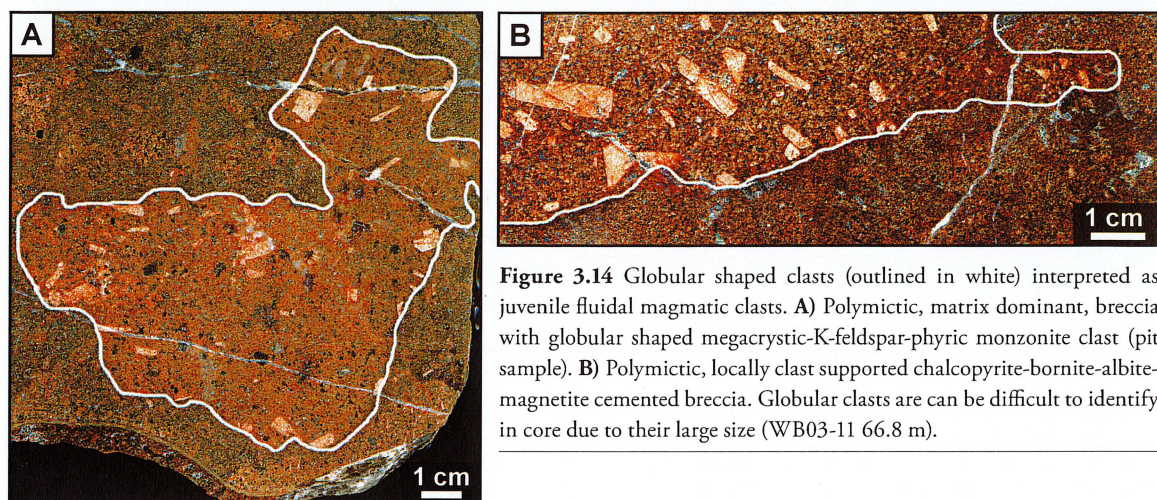 A
B
1 cm
1 cm
Figure 3.14 Globular shaped clasts (outlined in white) interpreted as
juvenile fluidal magmatic clasts. A) Polymictic, matrix dominant, breccia
with globular shaped megacrystic-K-feldspar-phyric monzonite clast (pit
sample). B) Polymictic, locally clast supported chalcopyrite-bornite-albite-
magnetite cemented breccia. Globular clasts are can be difficult to identify
in core due to their large size (WB03-11 66.8 m).